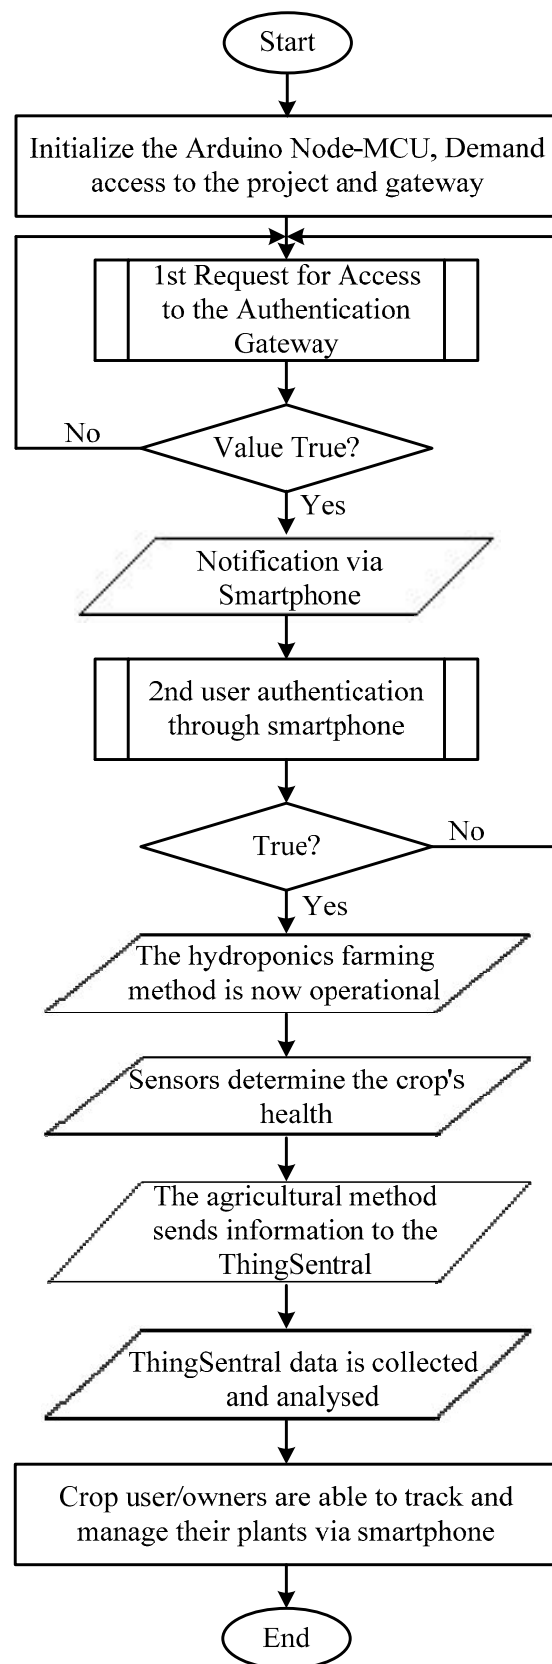 Start
Initialize the Arduino Node-MCU, Demand
access to the project and gateway
1st Request for Access
to the Authentication
Gateway
No
Value True?
Yes
Notification via
Smartphone
2nd user authentication
through smartphone
No
True?
Yes
The hydroponics farming
method is now operational
Sensors determine the crop's
health
The agricultural method
sends information to the
ThingSentral
ThingSentral data is collected
and analysed
Crop user/owners are able to track and
manage their plants via smartphone
End